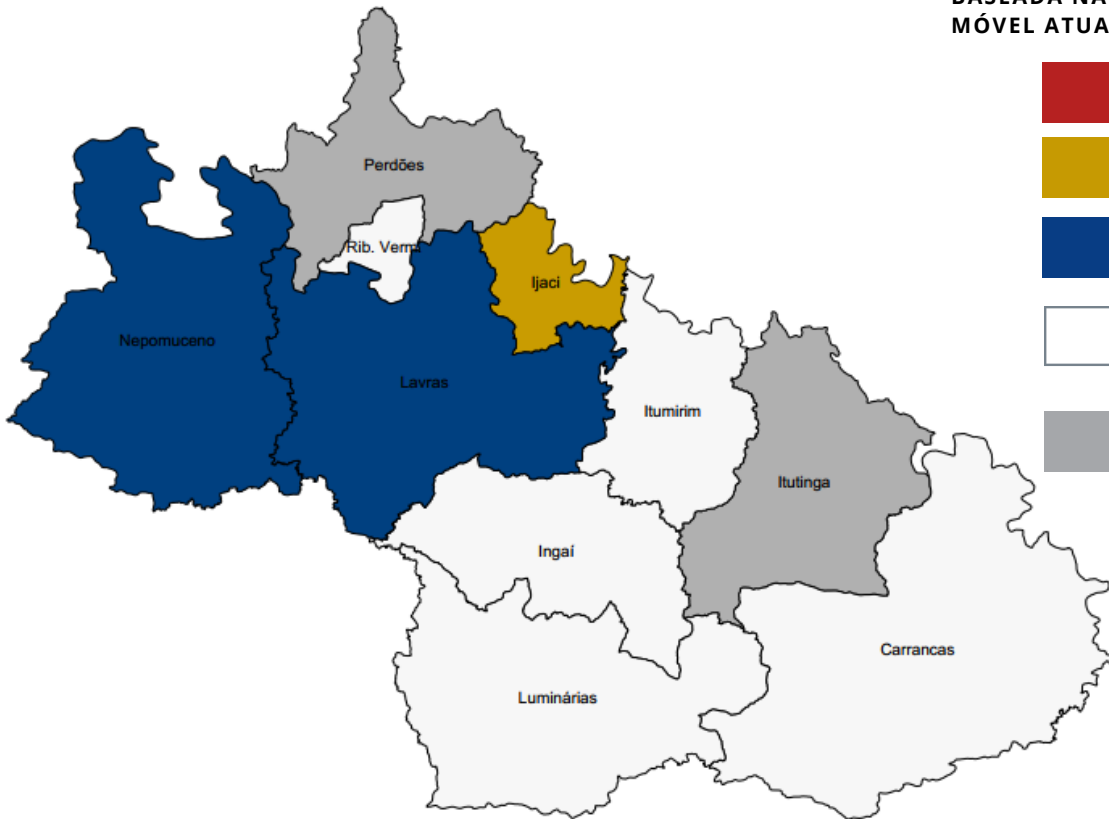 BASEADA NA
MÓVEL ATUA
Perdões
Rib. Verm.
Ijaci
Nepomuceno
Lavras
Itumirim
Itutinga
Ingaí
Carrancas
Luminárias